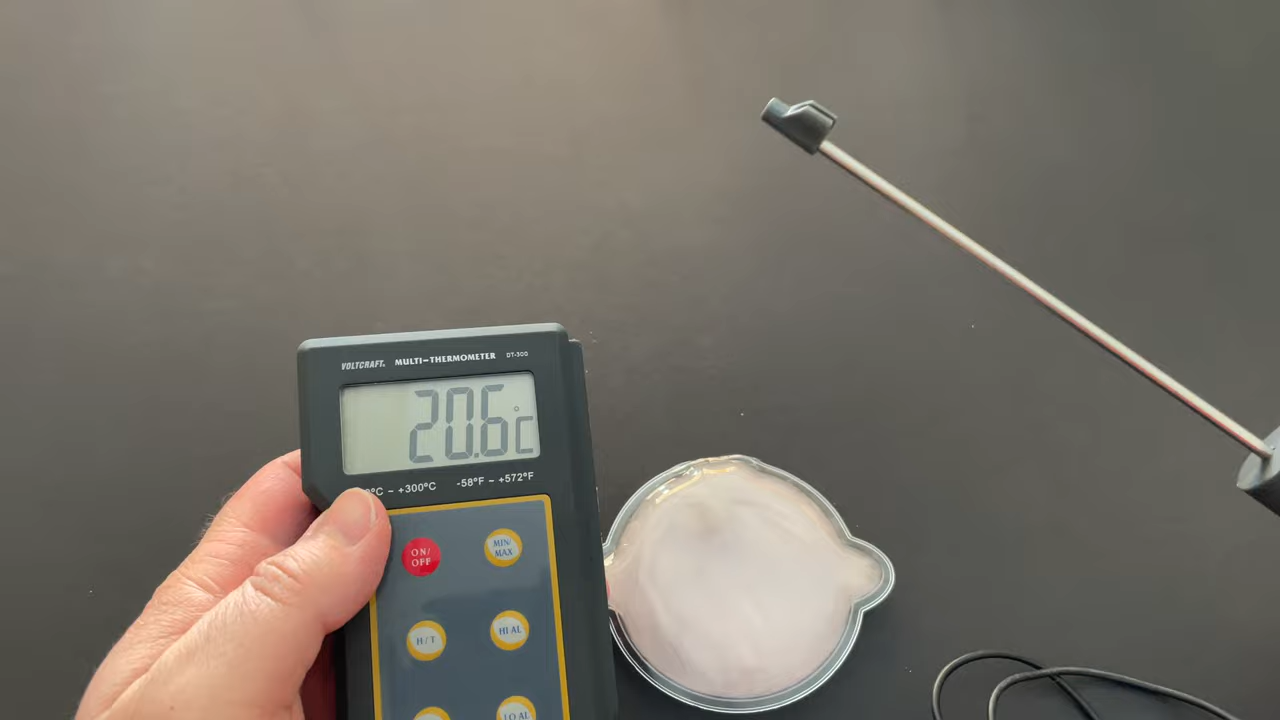 VOLTCRAFT. MULTI-THERMOMETER DT-300
20.6°C
°C - +300°C -58°F - +572°F
ON/
OFF
MIN/
MAX
H / T
HI AL
LO AL